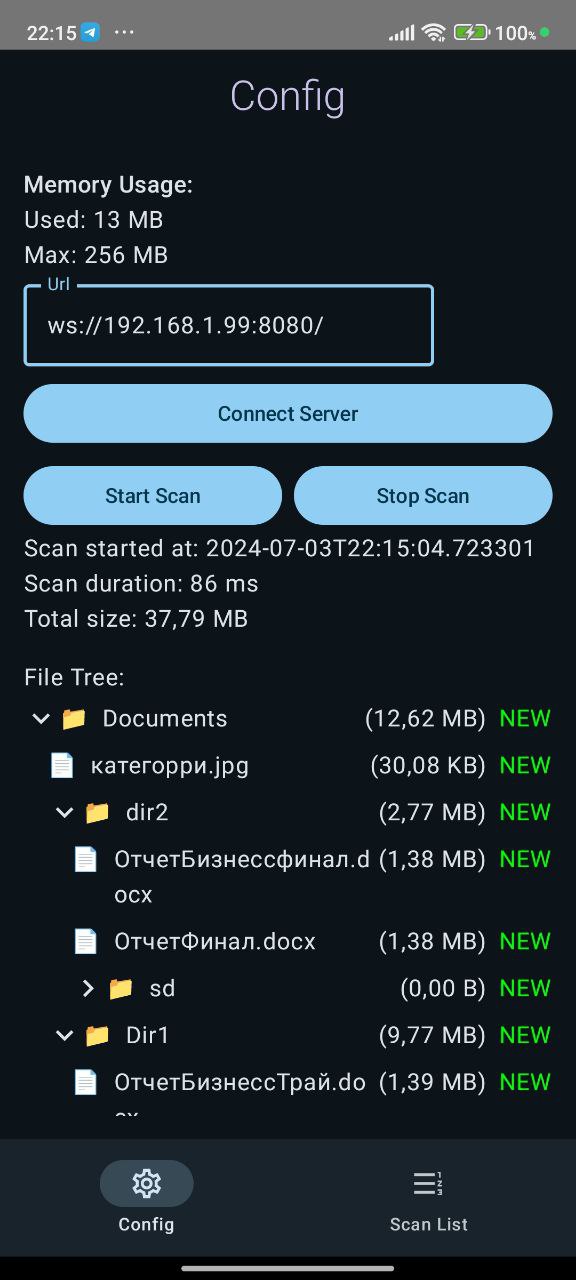 22:15 ... 100%
Config
Memory Usage:
Used: 13 MB
Max: 256 MB
Url
ws://192.168.1.99:8080/
Connect Server
Start Scan Stop Scan
Scan started at: 2024-07-03T22:15:04.723301
Scan duration: 86 ms
Total size: 37,79 MB
File Tree:
Documents (12,62 MB) NEW
категорри.jpg (30,08 KB) NEW
dir2 (2,77 MB) NEW
ОтчетБизнессфинал.d (1,38 MB) NEW
ocx
ОтчетФинал.docx (1,38 MB) NEW
sd (0,00 B) NEW
Dir1 (9,77 MB) NEW
ОтчетБизнессТрай.do (1,39 MB) NEW
Config Scan List